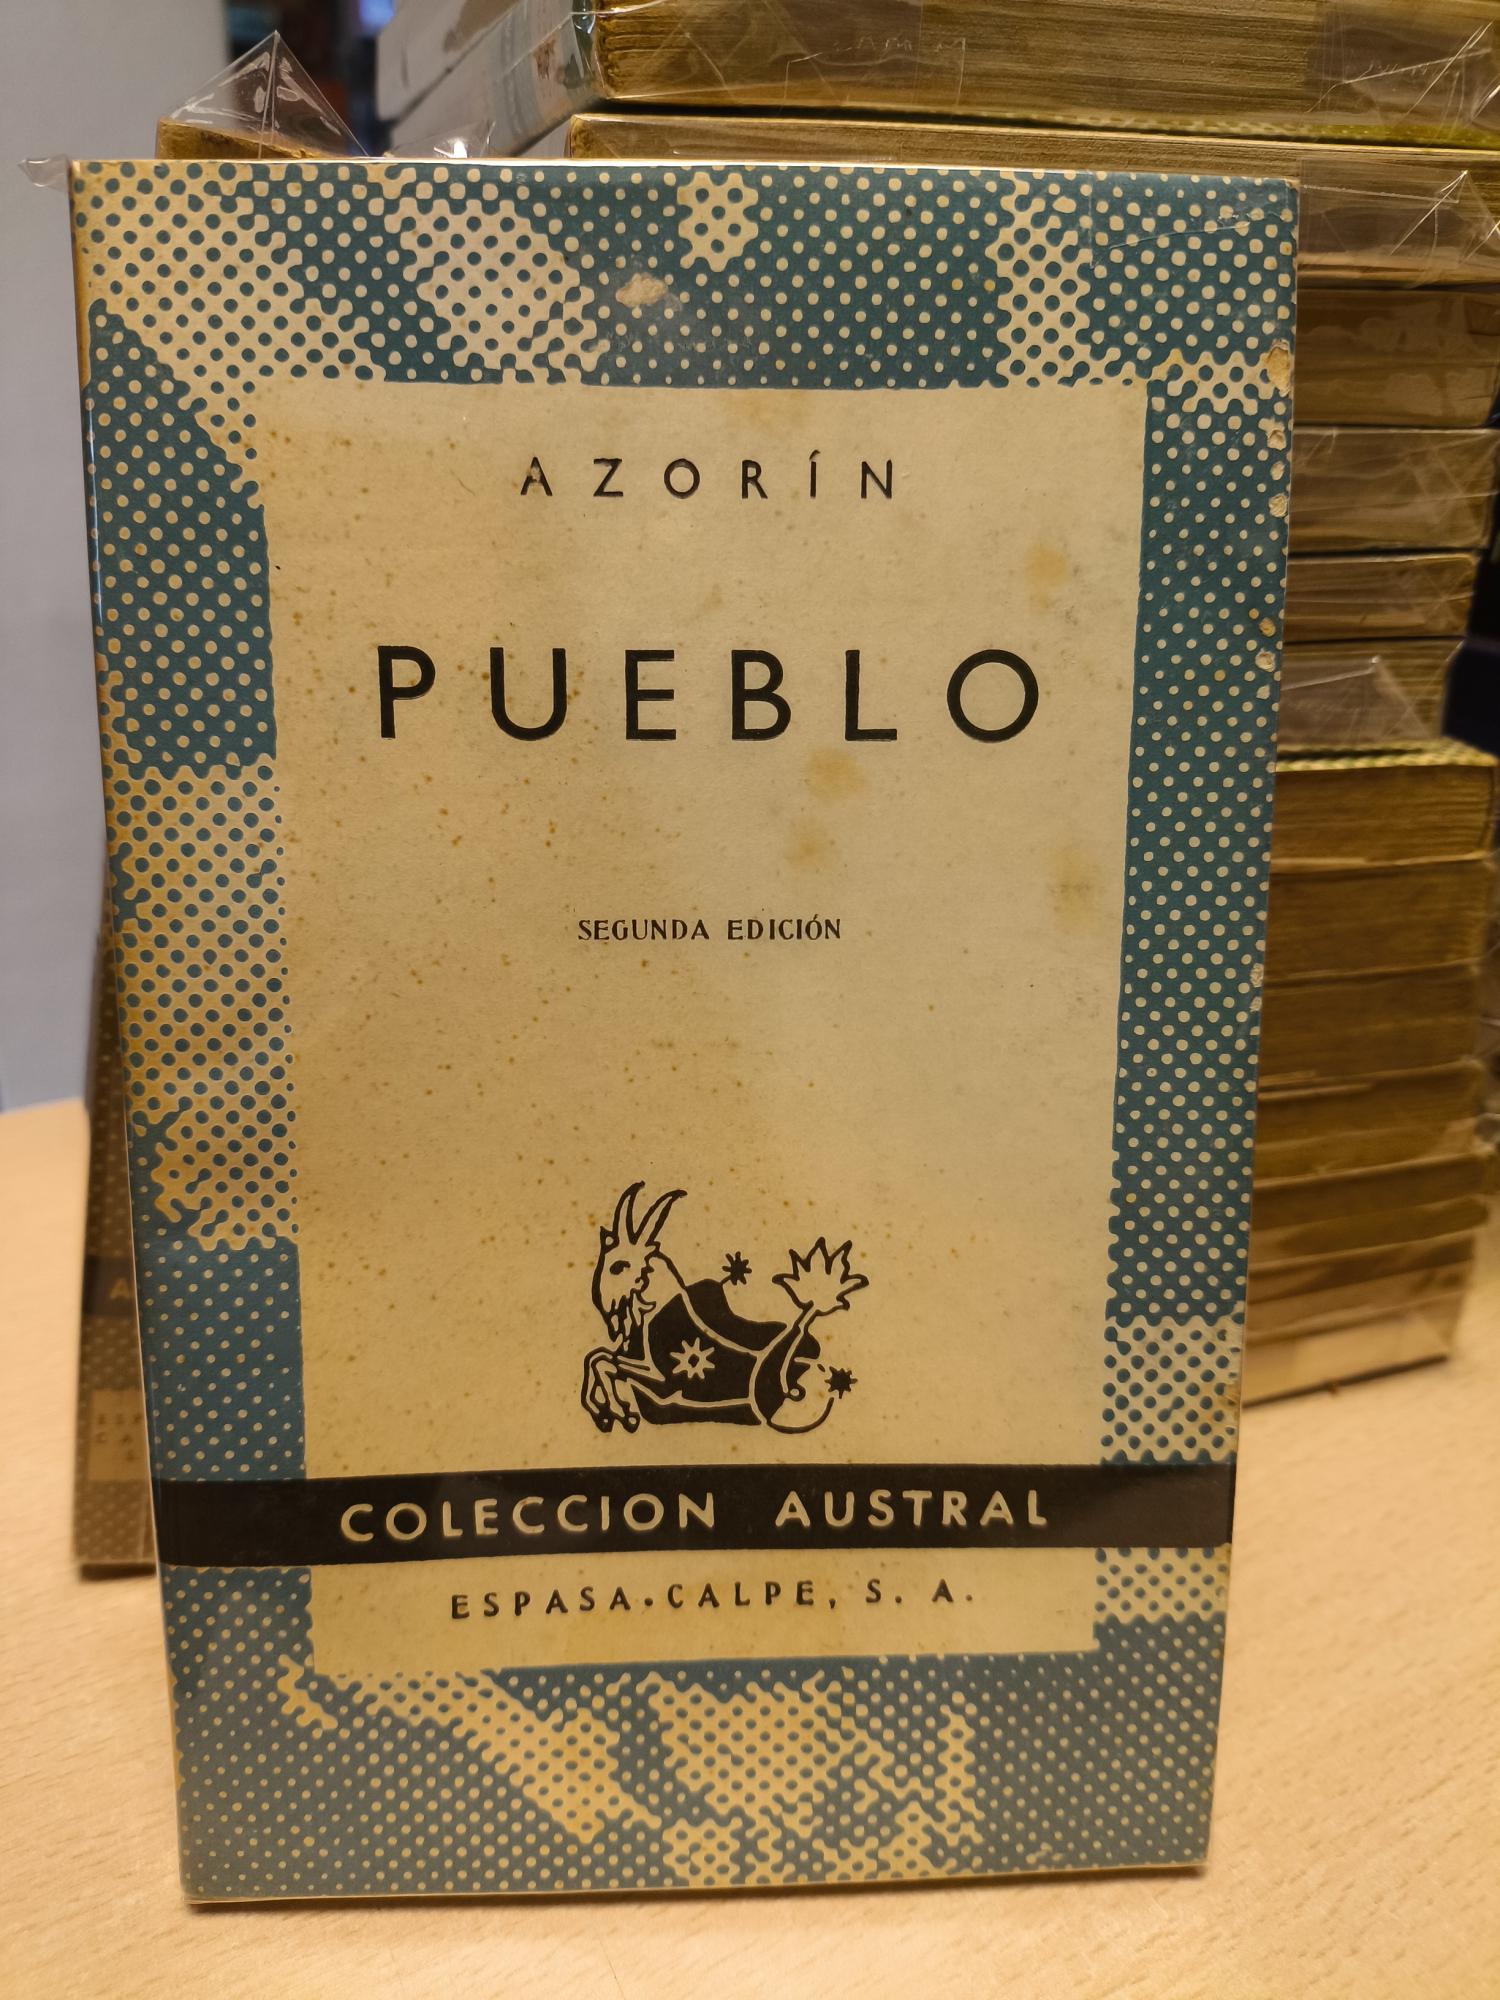 AZORÍN
PUEBLO
SEGUNDA EDICIÓN
COLECCION AUSTRAL
ESPASA-CALPE, S. A.